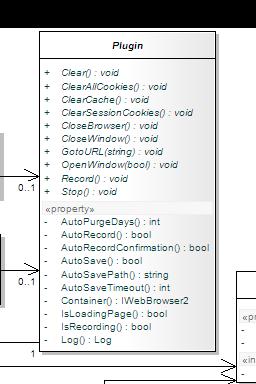 Plugin
+ Clear() : void
+ ClearAllCookies() : void
+ ClearCache() : void
+ ClearSessionCookies() : void
+ CloseBrowser() : void
+ CloseWindow() : void
+ GotoURL(string) : void
+ OpenWindow(bool) : void
+ Record() : void
0..1
+ Stop() : void
«property»
- AutoPurgeDays() : int
- AutoRecord() : bool
- AutoRecordConfirmation() : bool
- AutoSave() : bool
- AutoSavePath() : string
0..1
- AutoSaveTimeout() : int
- Container() : IWebBrowser2
- IsLoadingPage() : bool
- IsRecording() : bool
- Log() : Log
1
«pr
-
-
«in
-